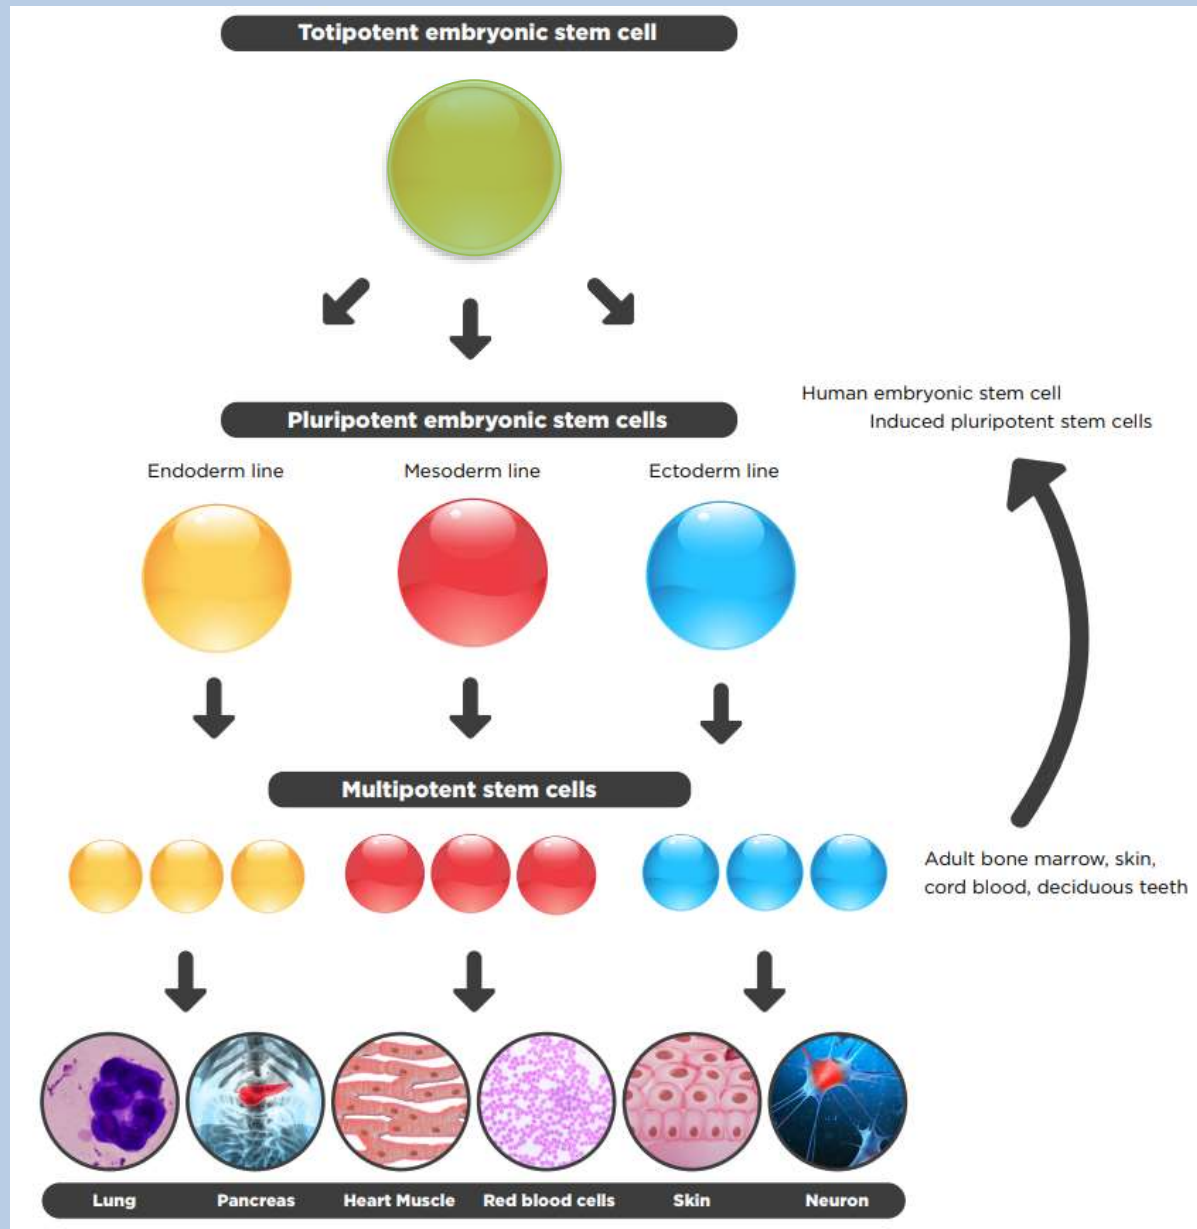 Totipotent embryonic stem cell
Human embryonic stem cell
Induced pluripotent stem cells
Pluripotent embryonic stem cells
Endoderm line
Mesoderm line
Ectoderm line
Multipotent stem cells
Adult bone marrow, skin,
cord blood, deciduous teeth
Lung
Pancreas
Heart Muscle
Red blood cells
Skin
Neuron